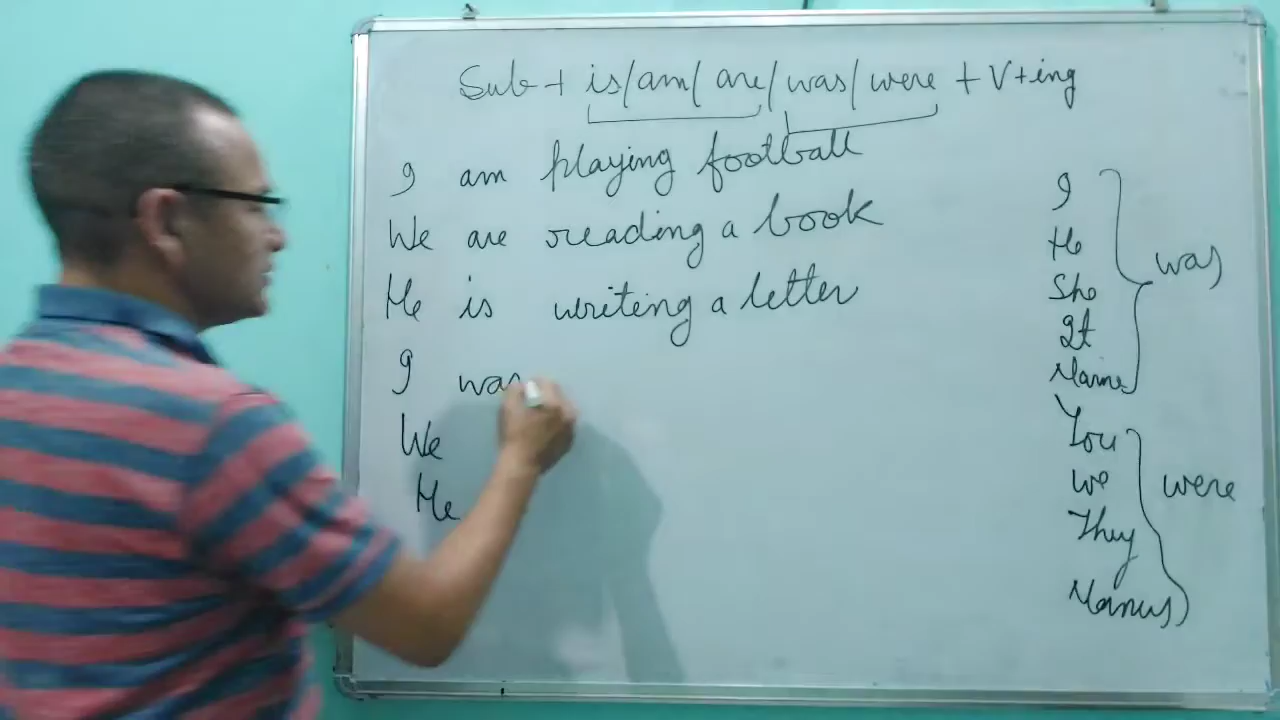 Sub + is/am/are/was/were + V+ing
I am playing football
We are reading a book
He is writing a letter
I was
We
He
I
He
She
It
Name
was
You
we
They
Names
were